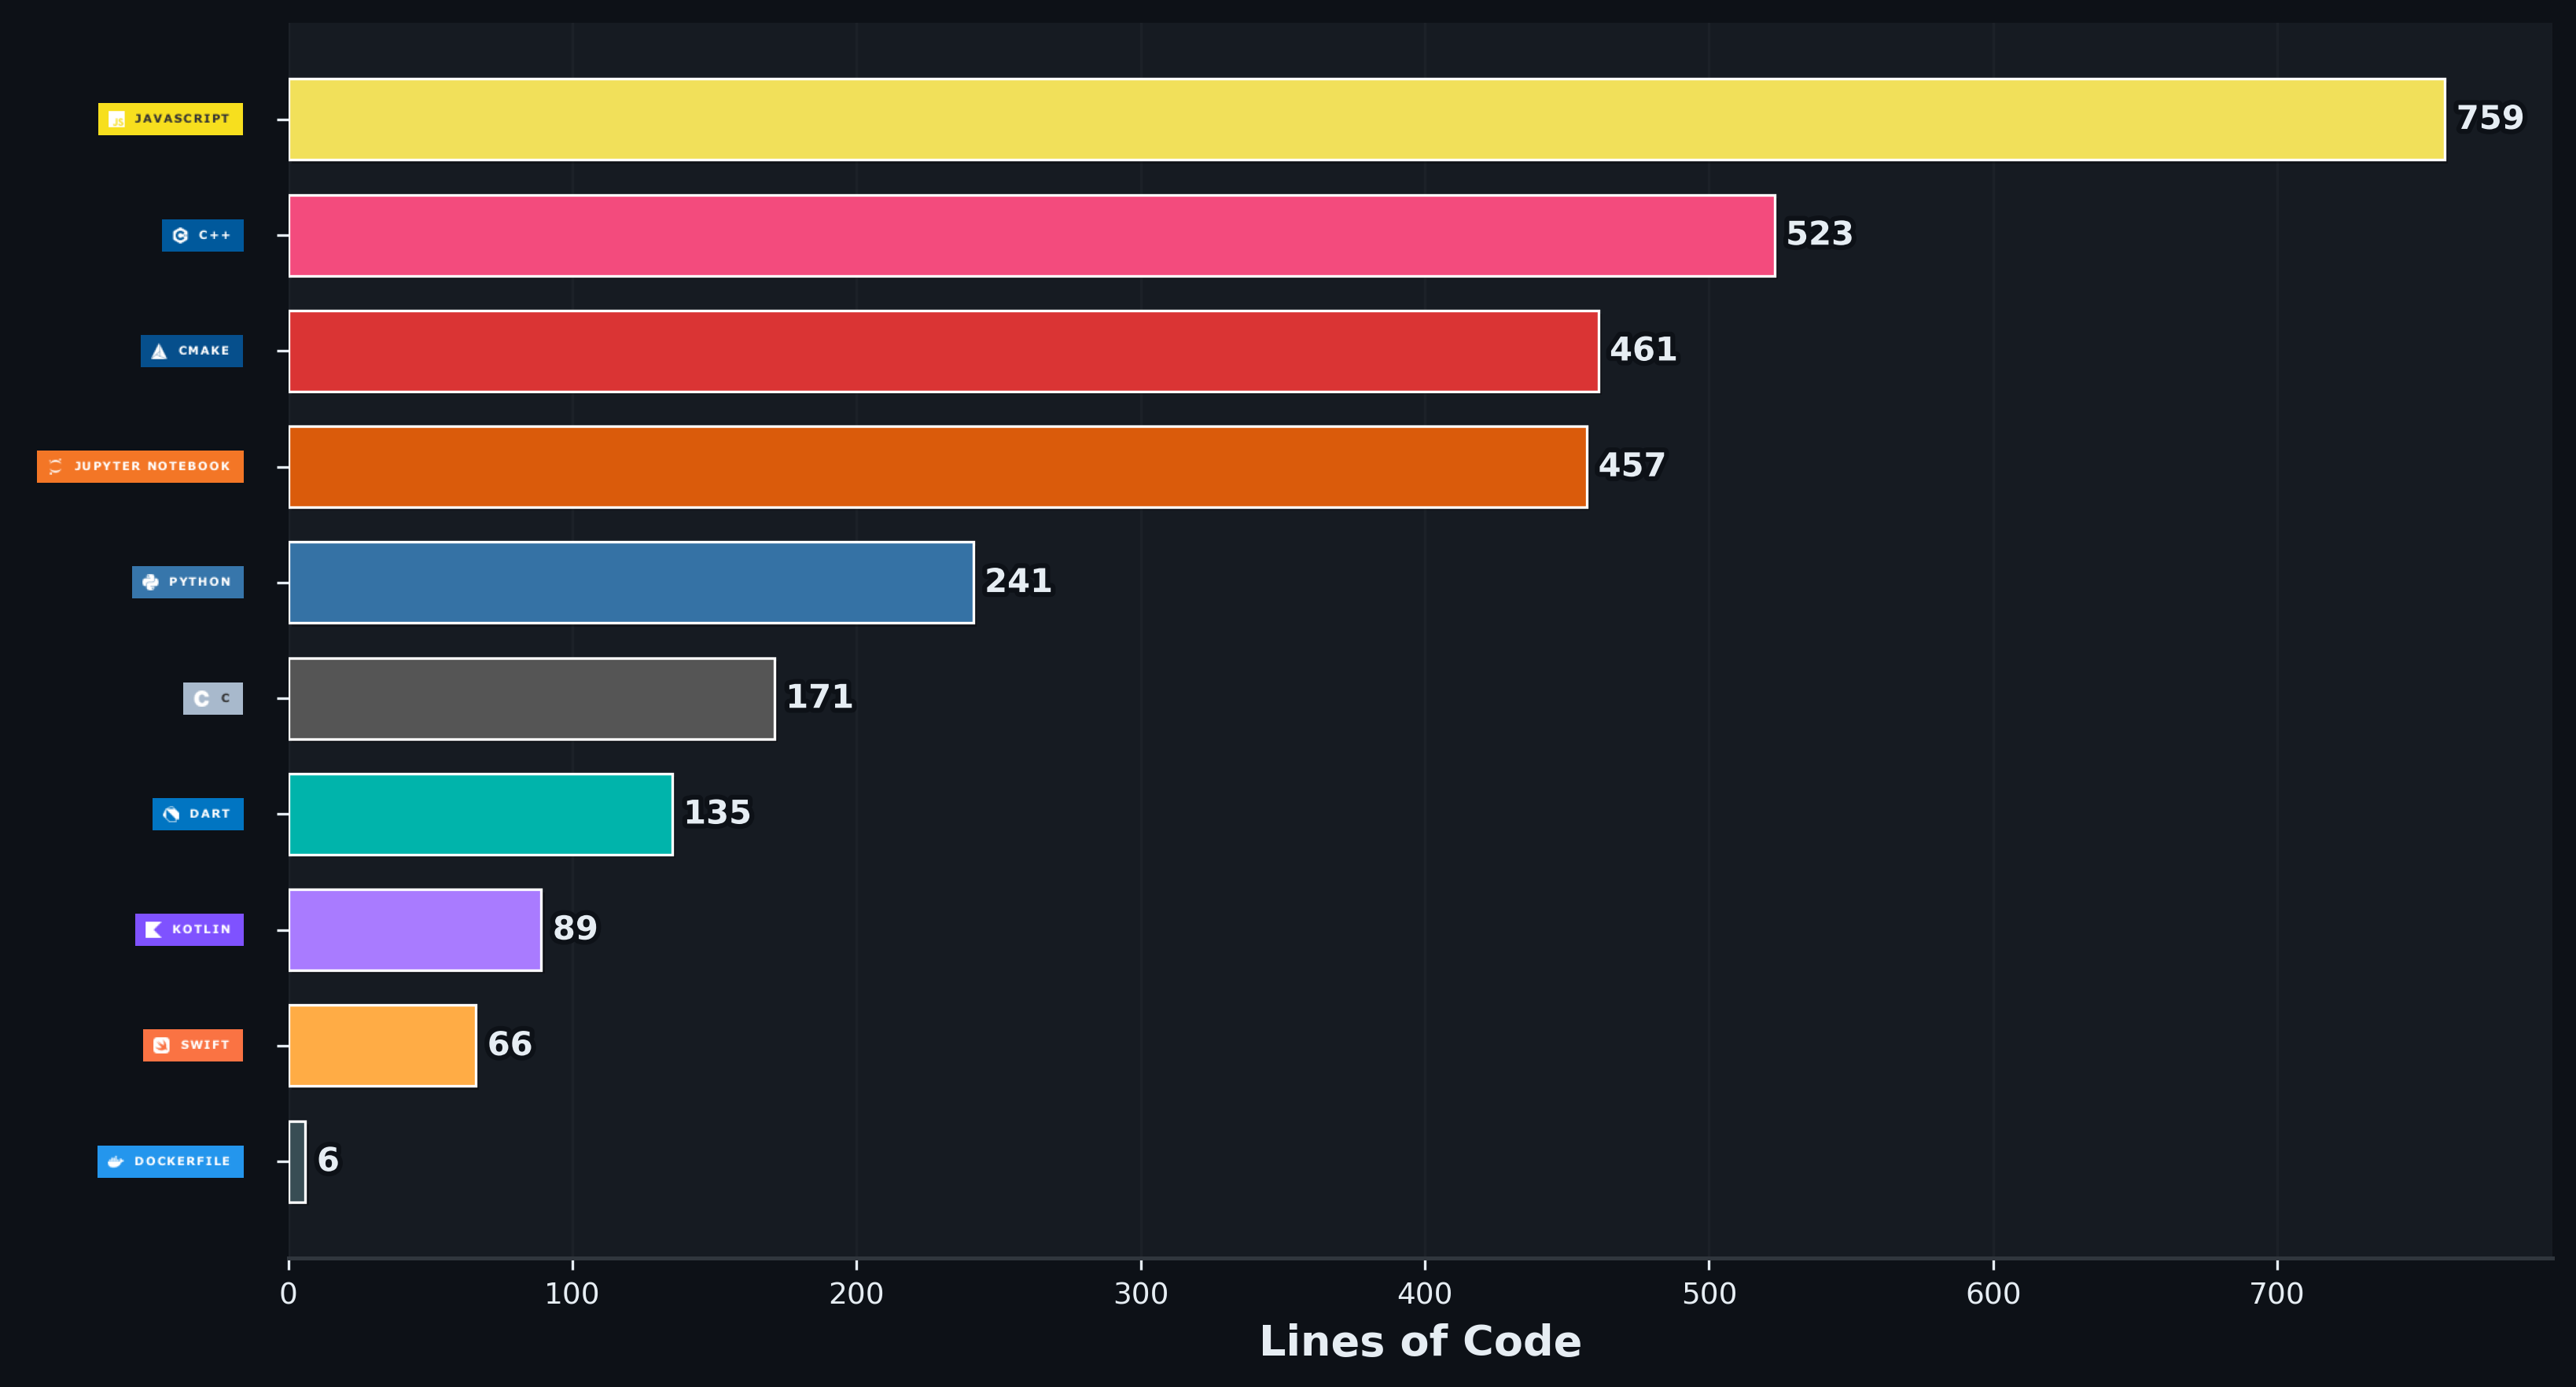 JS JAVASCRIPT 759
C++ 523
CMAKE 461
JUPYTER NOTEBOOK 457
PYTHON 241
C C 171
DART 135
KOTLIN 89
SWIFT 66
DOCKERFILE 6
0 100 200 300 400 500 600 700
Lines of Code